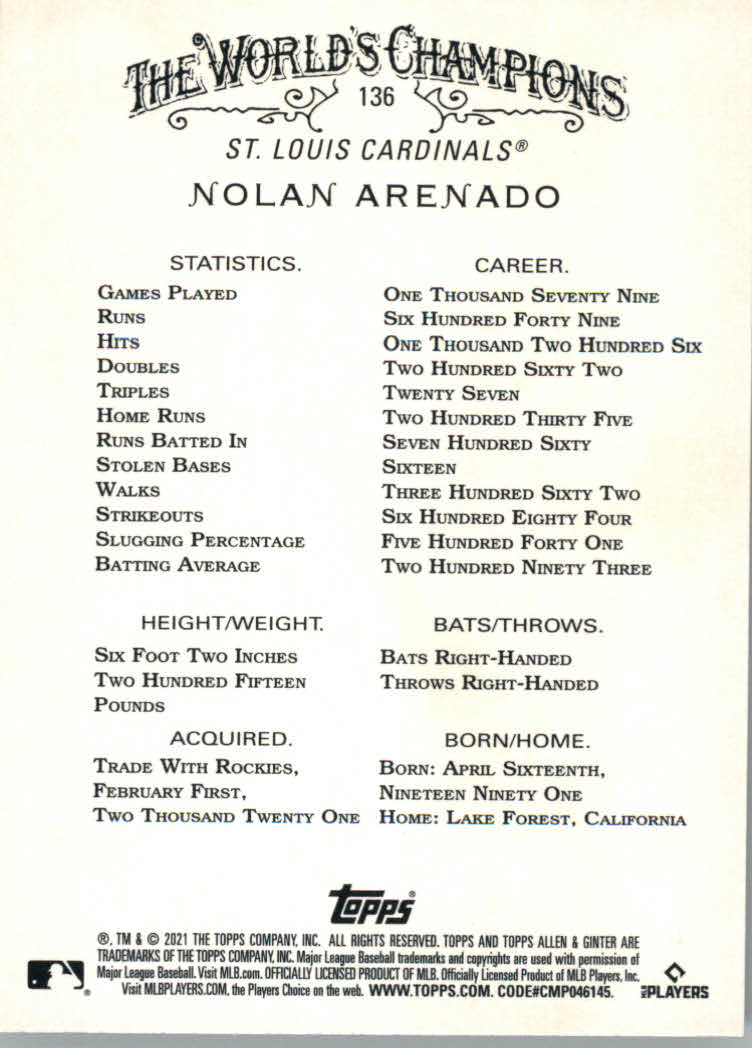 THE WORLD'S CHAMPIONS
136
ST. LOUIS CARDINALS®
NOLAN ARENADO
STATISTICS. CAREER.
GAMES PLAYED ONE THOUSAND SEVENTY NINE
RUNS SIX HUNDRED FORTY NINE
HITS ONE THOUSAND TWO HUNDRED SIX
DOUBLES TWO HUNDRED SIXTY TWO
TRIPLES TWENTY SEVEN
HOME RUNS TWO HUNDRED THIRTY FIVE
RUNS BATTED IN SEVEN HUNDRED SIXTY
STOLEN BASES SIXTEEN
WALKS THREE HUNDRED SIXTY TWO
STRIKEOUTS SIX HUNDRED EIGHTY FOUR
SLUGGING PERCENTAGE FIVE HUNDRED FORTY ONE
BATTING AVERAGE TWO HUNDRED NINETY THREE
HEIGHT/WEIGHT.
SIX FOOT TWO INCHES
TWO HUNDRED FIFTEEN
POUNDS
BATS/THROWS.
BATS RIGHT-HANDED
THROWS RIGHT-HANDED
ACQUIRED.
TRADE WITH ROCKIES,
FEBRUARY FIRST,
TWO THOUSAND TWENTY ONE
BORN/HOME.
BORN: APRIL SIXTEENTH,
NINETEEN NINETY ONE
HOME: LAKE FOREST, CALIFORNIA
TOPPS®
®, TM & © 2021 THE TOPPS COMPANY, INC. ALL RIGHTS RESERVED. TOPPS AND TOPPS ALLEN & GINTER ARE
TRADEMARKS OF THE TOPPS COMPANY, INC. Major League Baseball trademarks and copyrights are used with permission of
Major League Baseball. Visit MLB.com. OFFICIALLY LICENSED PRODUCT OF MLB. Officially Licensed Product of MLB Players, Inc.
Visit MLBPLAYERS.COM, the Players Choice on the web. WWW.TOPPS.COM. CODE#CMP046145.
MLB PLAYERS